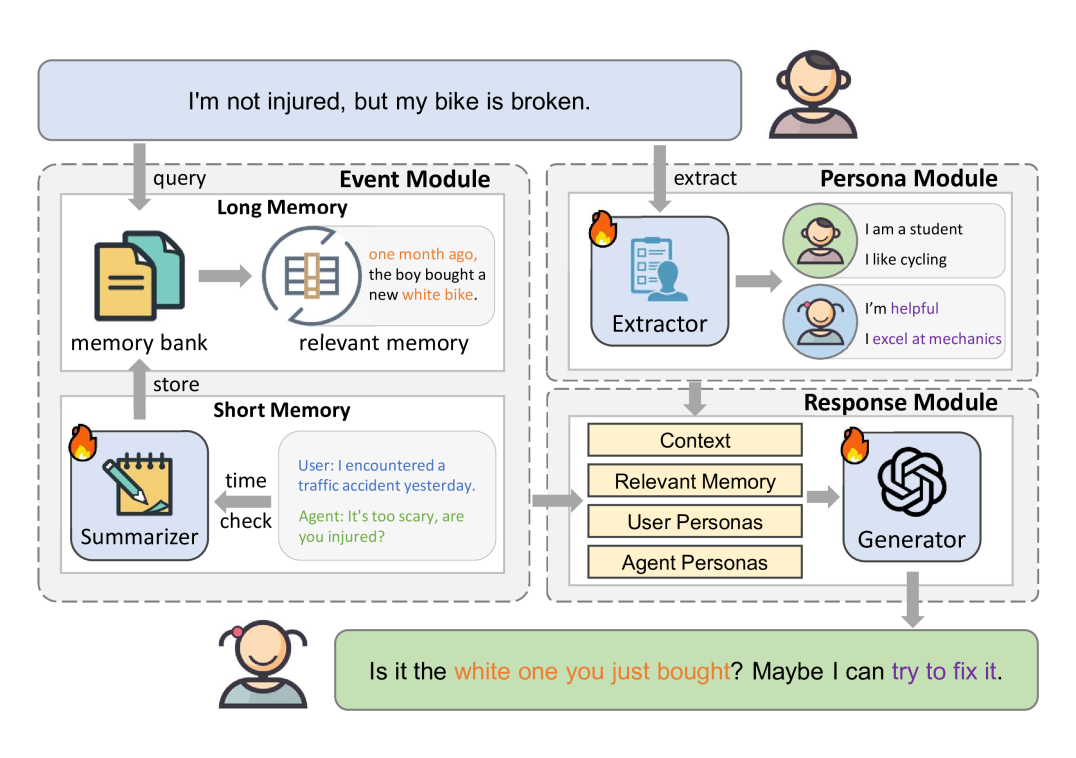 I'm not injured, but my bike is broken.
query
Event Module
Long Memory
one month ago,
the boy bought a
new white bike.
memory bank
relevant memory
store
Short Memory
User: I encountered a
traffic accident yesterday.
Agent: It's too scary, are
you injured?
time
check
Summarizer
extract
Persona Module
Extractor
I am a student
I like cycling
I'm helpful
I excel at mechanics
Response Module
Context
Relevant Memory
User Personas
Agent Personas
Generator
Is it the white one you just bought? Maybe I can try to fix it.